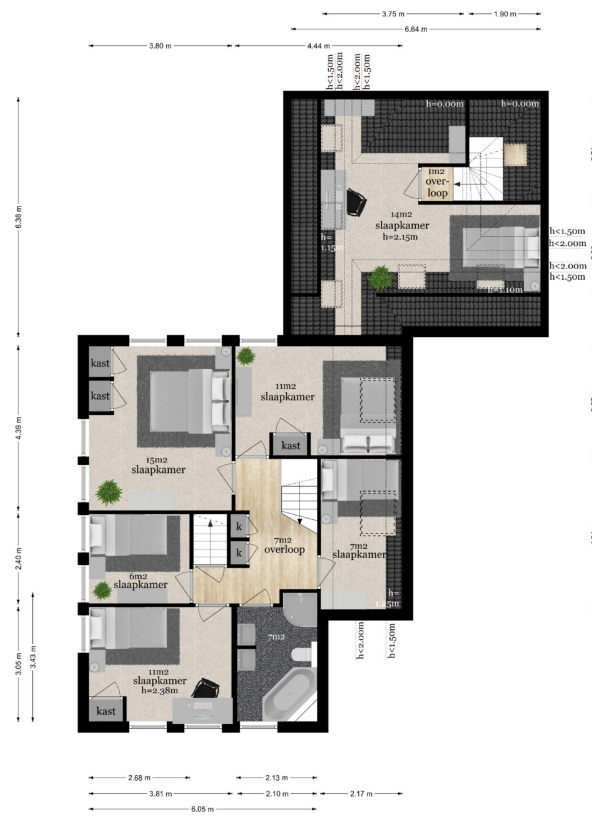 3.75 m
1.90 m
6.64 m
3.80 m
4.44 m
h<1.50m
h<2.00m
h<2.00m
h<1.50m
h=0.00m
h=0.00m
1m2
over-
loop
14m2
slaapkamer
h=2.15m
h=
1.15m
h<1.50m
h<2.00m
h<2.00m
h<1.50m
6.38 m
kast
kast
11m2
slaapkamer
kast
15m2
slaapkamer
4.39 m
k
k
7m2
overloop
7m2
slaapkamer
6m2
slaapkamer
2.40 m
h=
7m2
11m2
slaapkamer
h=2.38m
kast
3.05 m
3.43 m
h<2.00m
h<1.50m
2.68 m
2.13 m
3.81 m
2.10 m
2.17 m
6.05 m